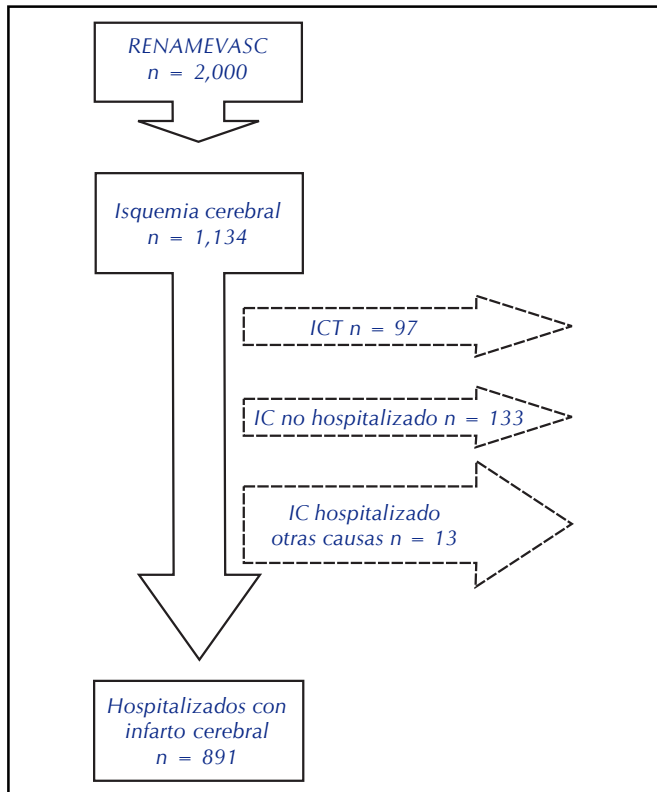 RENAMEVASC
n = 2,000
Isquemia cerebral
n = 1,134
ICT n = 97
IC no hospitalizado n = 133
IC hospitalizado
otras causas n = 13
Hospitalizados con
infarto cerebral
n = 891